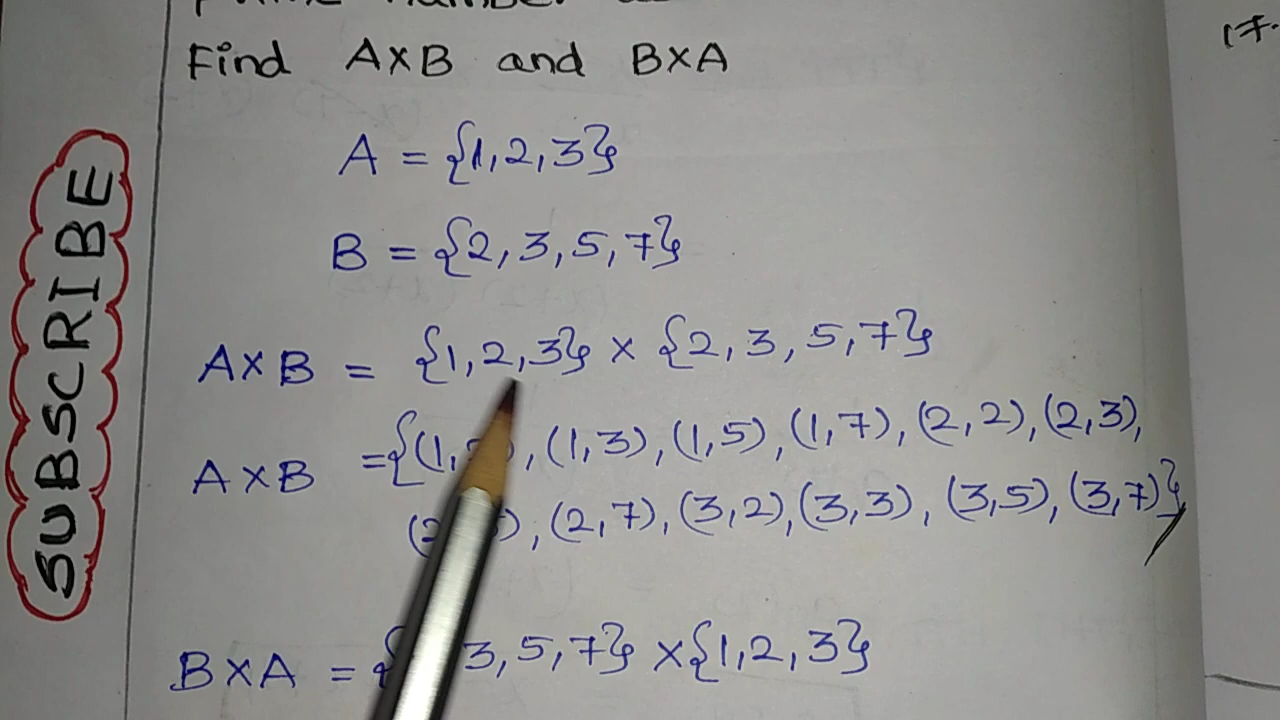 Find A×B and B×A
A = {1,2,3}
B = {2,3,5,7}
A×B = {1,2,3} × {2,3,5,7}
A×B = {(1, ), (1,3), (1,5), (1,7), (2,2), (2,3),
(2, ), (2,7), (3,2), (3,3), (3,5), (3,7)}
B×A = { 3,5,7} ×{1,2,3}
SUBSCRIBE